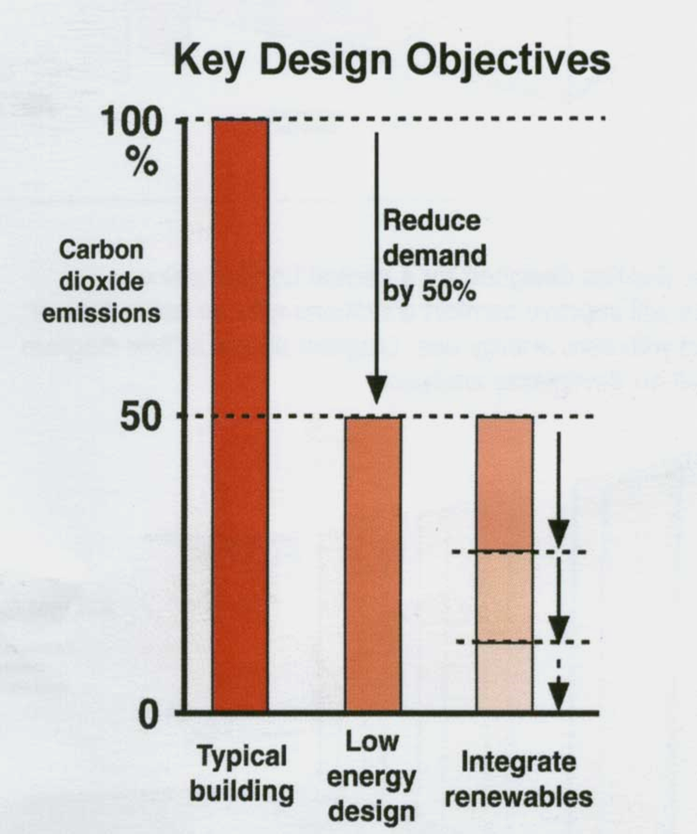 Key Design Objectives
100
%
Carbon
dioxide
emissions
Reduce
demand
by 50%
50
0
Typical
building
Low
energy
design
Integrate
renewables